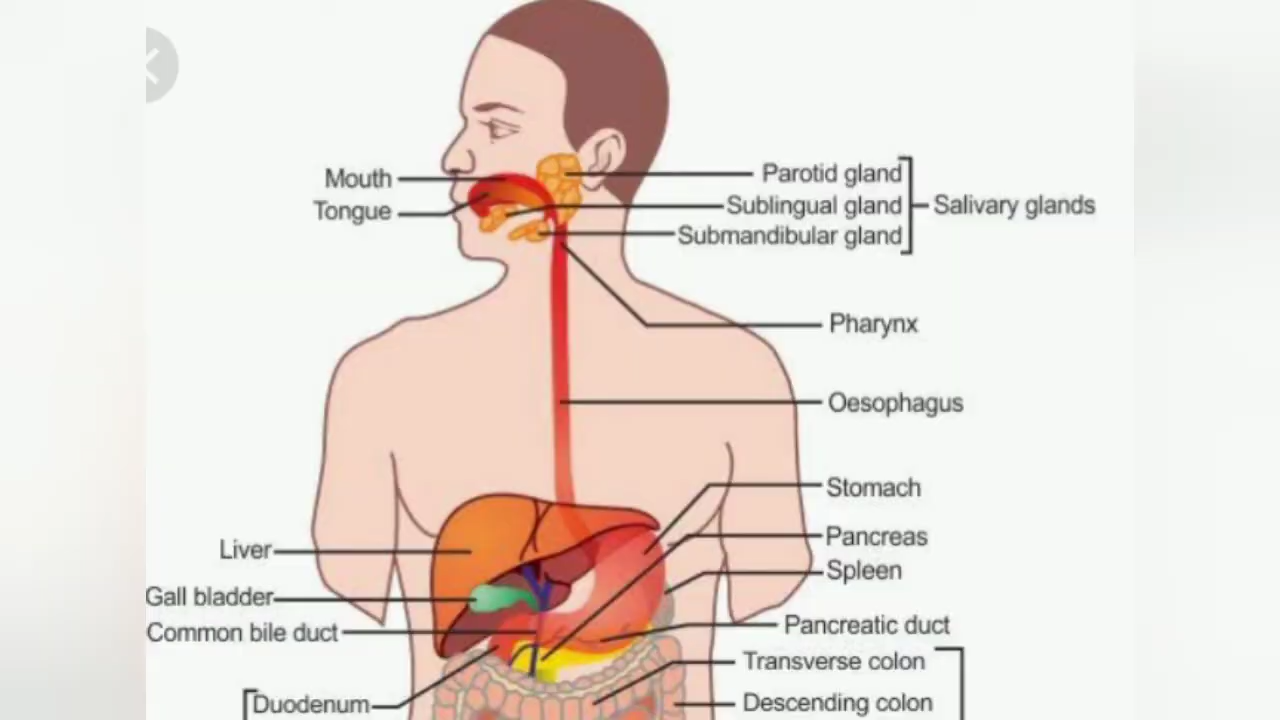 Mouth
Tongue
Parotid gland
Sublingual gland
Submandibular gland
Salivary glands
Pharynx
Oesophagus
Stomach
Pancreas
Spleen
Liver
Gall bladder
Common bile duct
Pancreatic duct
Transverse colon
Duodenum
Descending colon